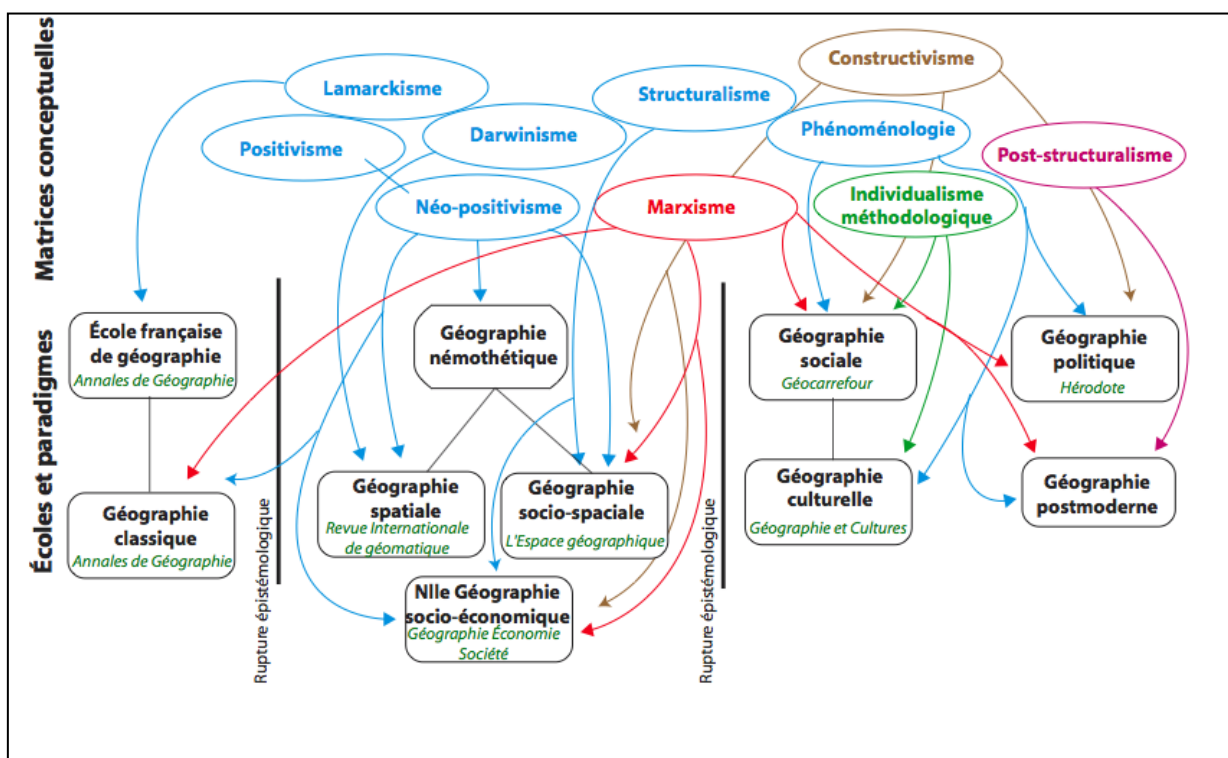 Matrices conceptuelles
Constructivisme
Lamarckisme
Structuralisme
Darwinisme
Phénoménologie
Positivisme
Post-structuralisme
Individualisme
méthodologique
Néo-positivisme
Marxisme
Écoles et paradigmes
École française
de géographie
Annales de Géographie
Géographie
némothétique
Géographie
sociale
Géocarrefour
Géographie
politique
Hérodote
Géographie
classique
Annales de Géographie
Rupture épistémologique
Géographie
spatiale
Revue Internationale
de géomatique
Géographie
socio-spaciale
L'Espace géographique
Rupture épistémologique
Géographie
culturelle
Géographie et Cultures
Géographie
postmoderne
Nlle Géographie
socio-économique
Géographie Économie
Société